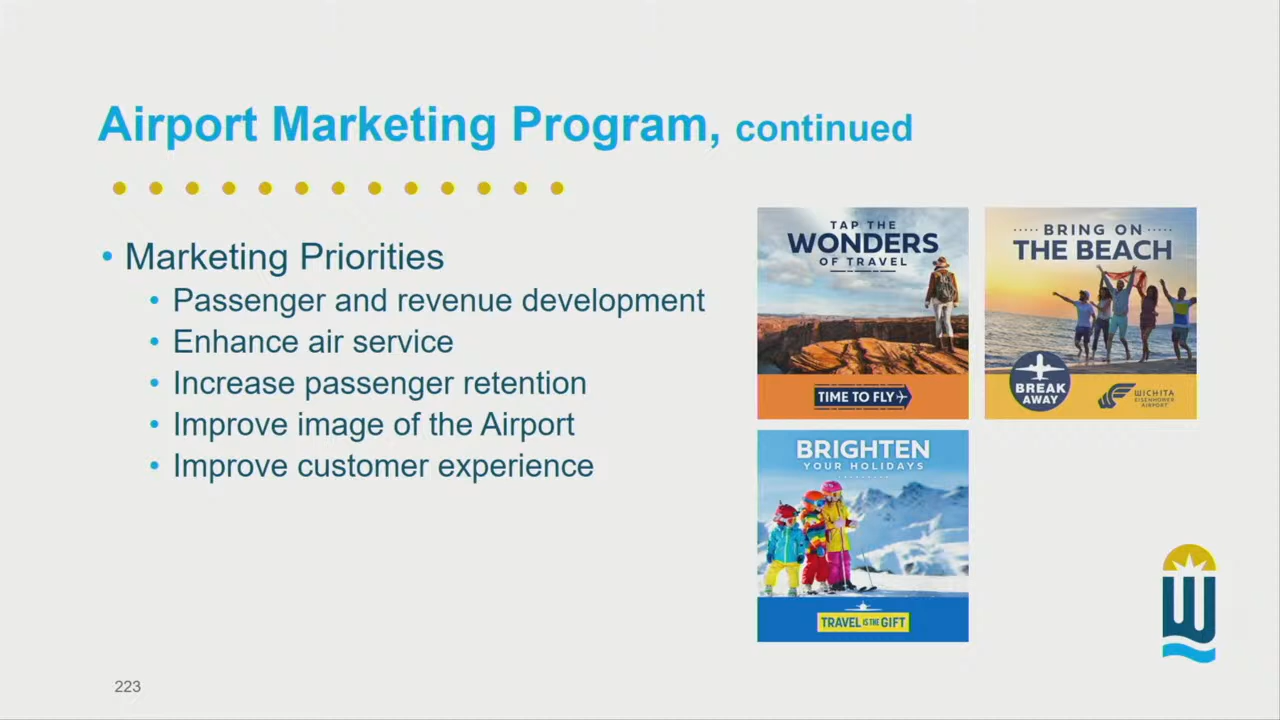 Airport Marketing Program, continued
• Marketing Priorities
• Passenger and revenue development
• Enhance air service
• Increase passenger retention
• Improve image of the Airport
• Improve customer experience
TAP THE
WONDERS
OF TRAVEL
TIME TO FLY
BRING ON
THE BEACH
BREAK
AWAY
WICHITA
EISENHOWER
AIRPORT
BRIGHTEN
YOUR HOLIDAYS
TRAVEL IS THE GIFT
W
223